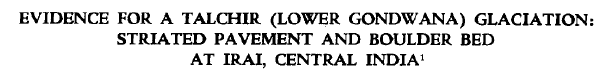 EVIDENCE FOR A TALCHIR (LOWER GONDWANA) GLACIATION:
STRIATED PAVEMENT AND BOULDER BED
AT IRAI, CENTRAL INDIA¹